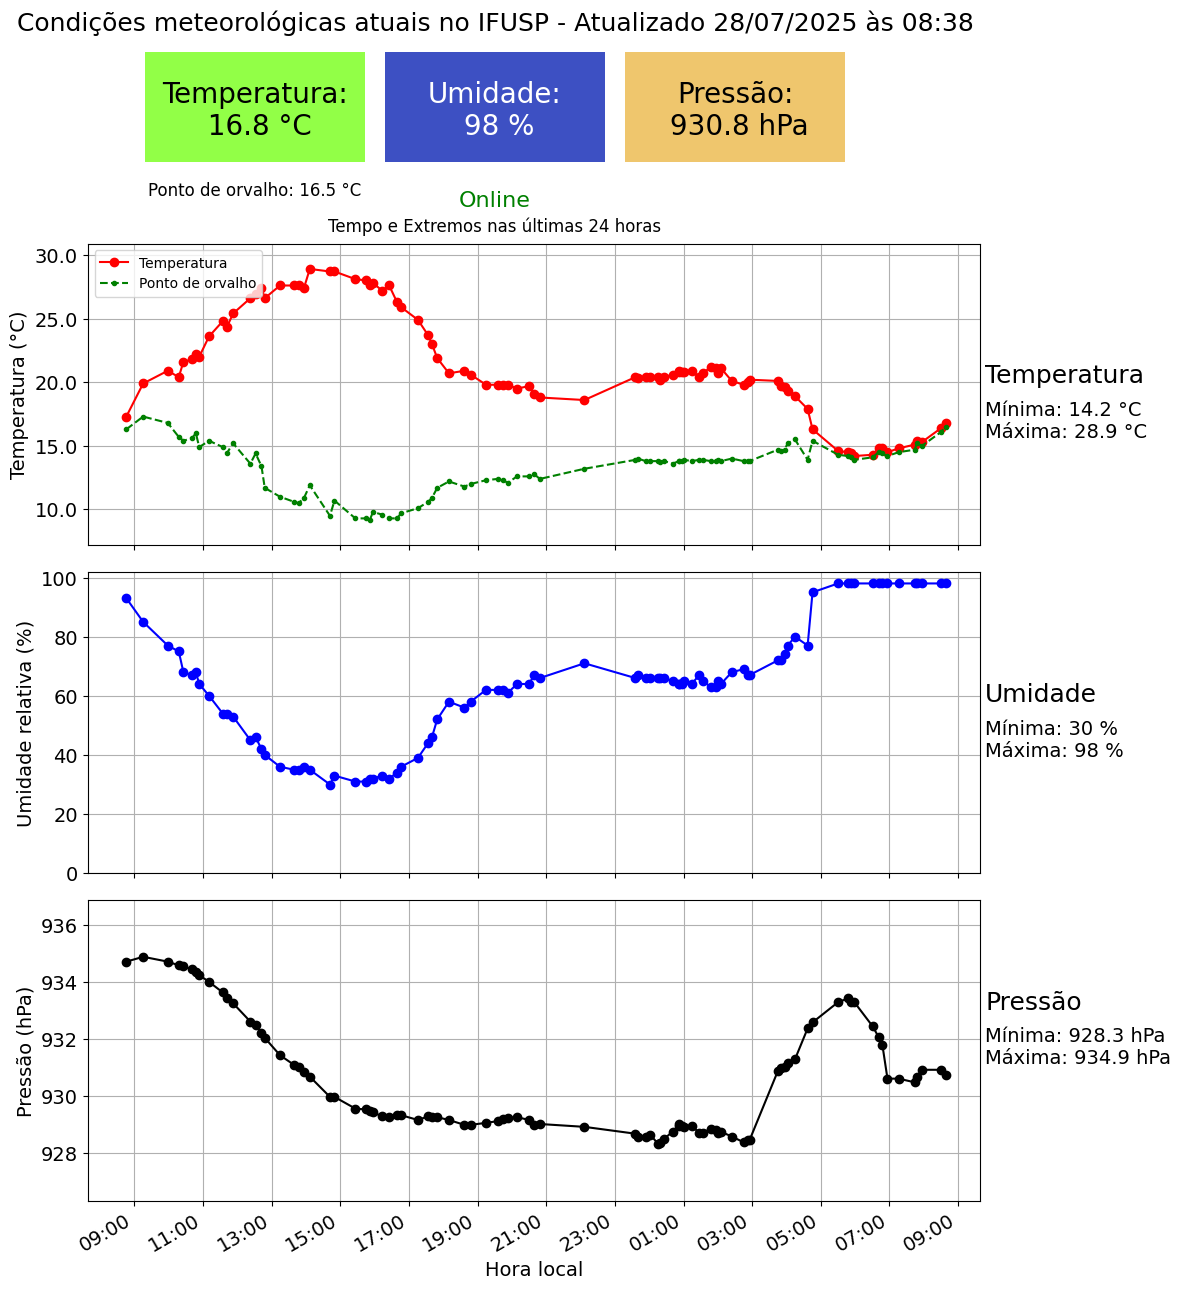 Condições meteorológicas atuais no IFUSP - Atualizado 28/07/2025 às 08:38
Temperatura:
16.8 °C
Umidade:
98 %
Pressão:
930.8 hPa
Ponto de orvalho: 16.5 °C
Online
Tempo e Extremos nas últimas 24 horas
Temperatura (°C)
30.0
25.0
20.0
15.0
10.0
Temperatura
Ponto de orvalho
Temperatura
Mínima: 14.2 °C
Máxima: 28.9 °C
Umidade relativa (%)
100
80
60
40
20
0
Umidade
Mínima: 30 %
Máxima: 98 %
Pressão (hPa)
936
934
932
930
928
Pressão
Mínima: 928.3 hPa
Máxima: 934.9 hPa
09:00 11:00 13:00 15:00 17:00 19:00 21:00 23:00 01:00 03:00 05:00 07:00 09:00
Hora local